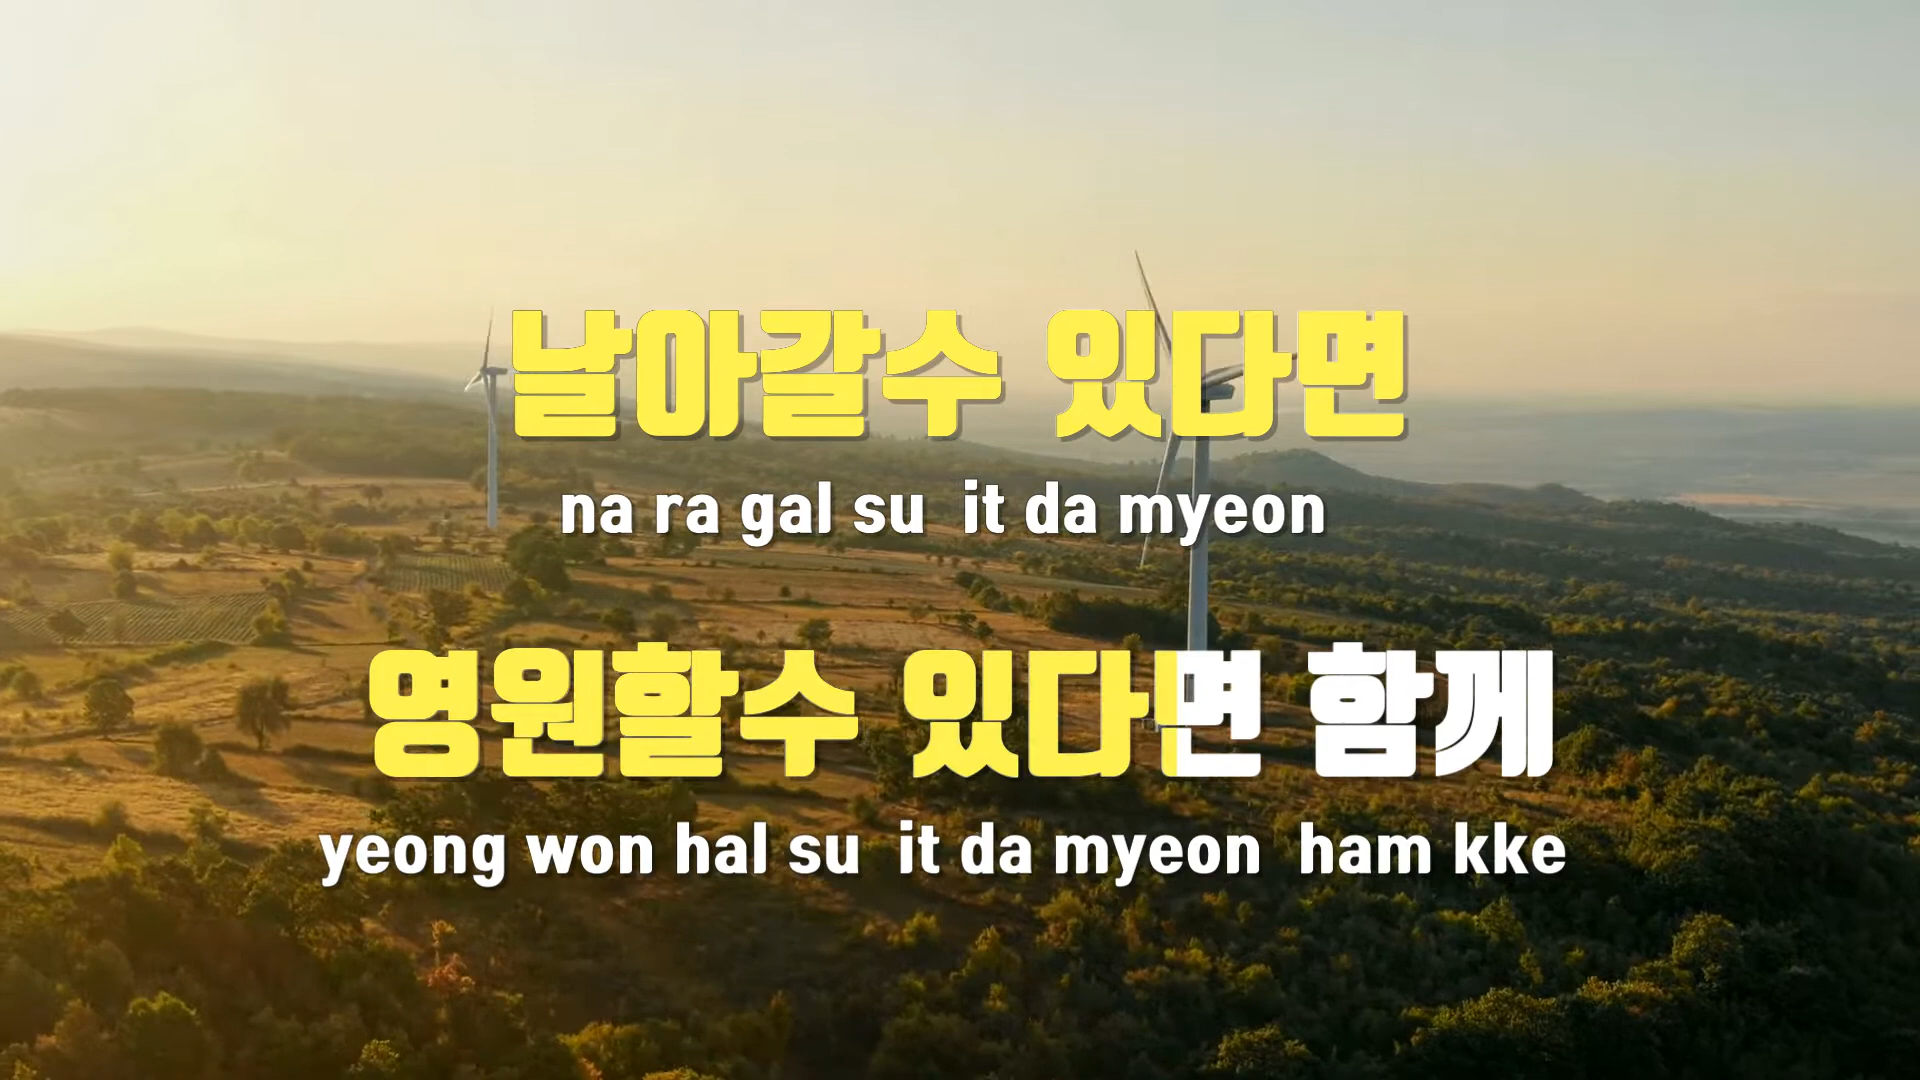 날아갈수 있다면
na ra gal su it da myeon
영원할수 있다면 함께
yeong won hal su it da myeon ham kke